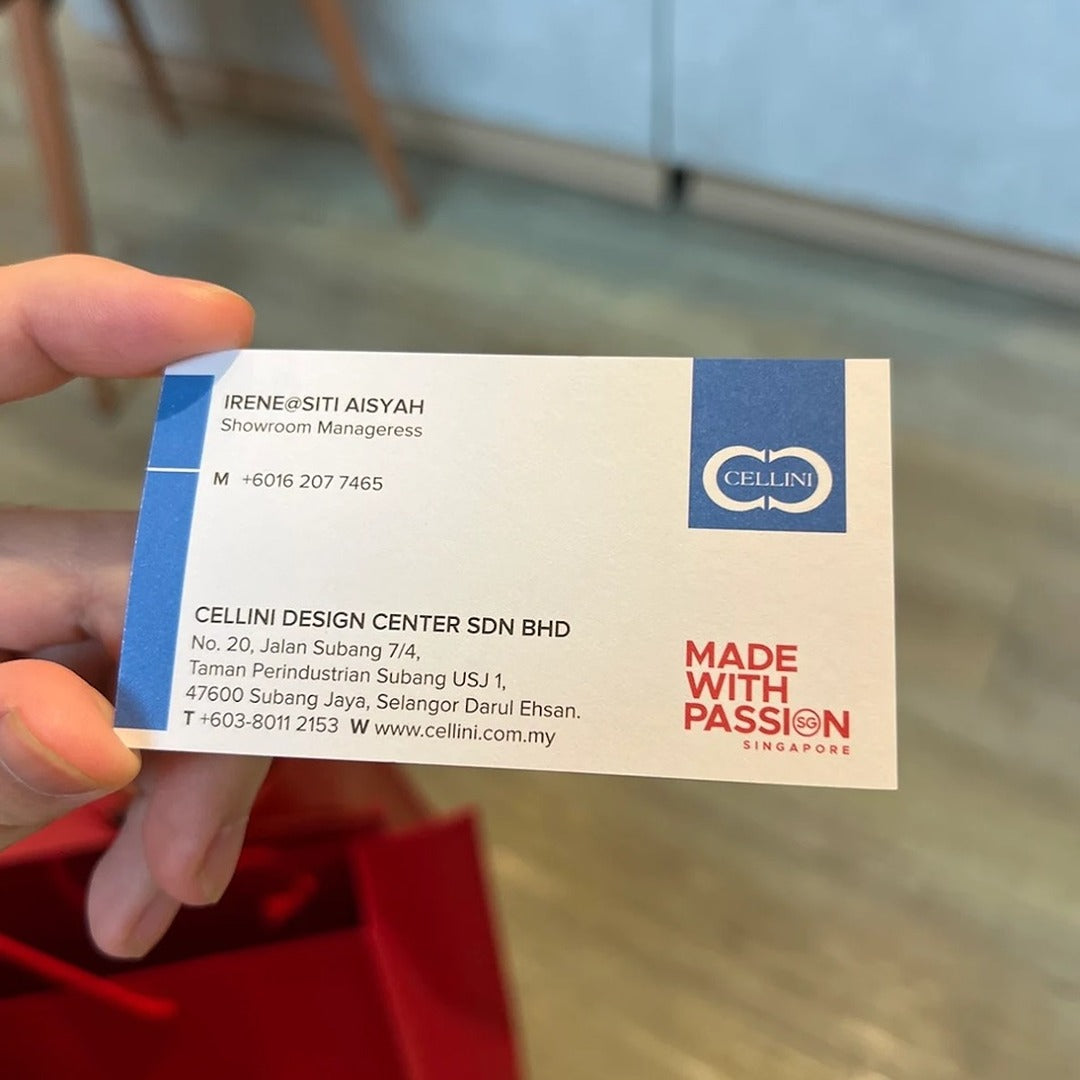 IRENE@SITI AISYAH
Showroom Manageress
M +6016 207 7465
CELLINI
CELLINI DESIGN CENTER SDN BHD
No. 20, Jalan Subang 7/4,
Taman Perindustrian Subang USJ 1,
47600 Subang Jaya, Selangor Darul Ehsan.
T +603-8011 2153 W www.cellini.com.my
MADE
WITH
PASSION
SG
SINGAPORE